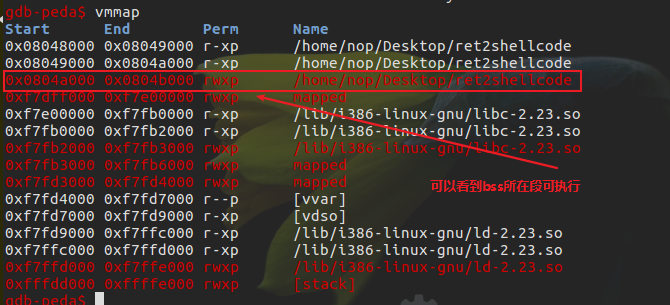 gdb-peda$ vmmap
Start End Perm Name
0x08048000 0x08049000 r-xp /home/nop/Desktop/ret2shellcode
0x08049000 0x0804a000 r-xp /home/nop/Desktop/ret2shellcode
0x0804a000 0x0804b000 rwxp /home/nop/Desktop/ret2shellcode
0xf7dff000 0xf7e00000 rwxp mapped
0xf7e00000 0xf7fb0000 r-xp /lib/i386-linux-gnu/libc-2.23.so
0xf7fb0000 0xf7fb2000 r-xp /lib/i386-linux-gnu/libc-2.23.so
0xf7fb2000 0xf7fb3000 rwxp /lib/i386-linux-gnu/libc-2.23.so
0xf7fb3000 0xf7fb6000 rwxp mapped
0xf7fd3000 0xf7fd4000 rwxp mapped
可以看到bss所在段可执行
0xf7fd4000 0xf7fd7000 r--p [vvar]
0xf7fd7000 0xf7fd9000 r-xp [vdso]
0xf7fd9000 0xf7ffc000 r-xp /lib/i386-linux-gnu/ld-2.23.so
0xf7ffc000 0xf7ffd000 r-xp /lib/i386-linux-gnu/ld-2.23.so
0xf7ffd000 0xf7ffe000 rwxp /lib/i386-linux-gnu/ld-2.23.so
0xfffdd000 0xffffe000 rwxp [stack]
gdb-peda$